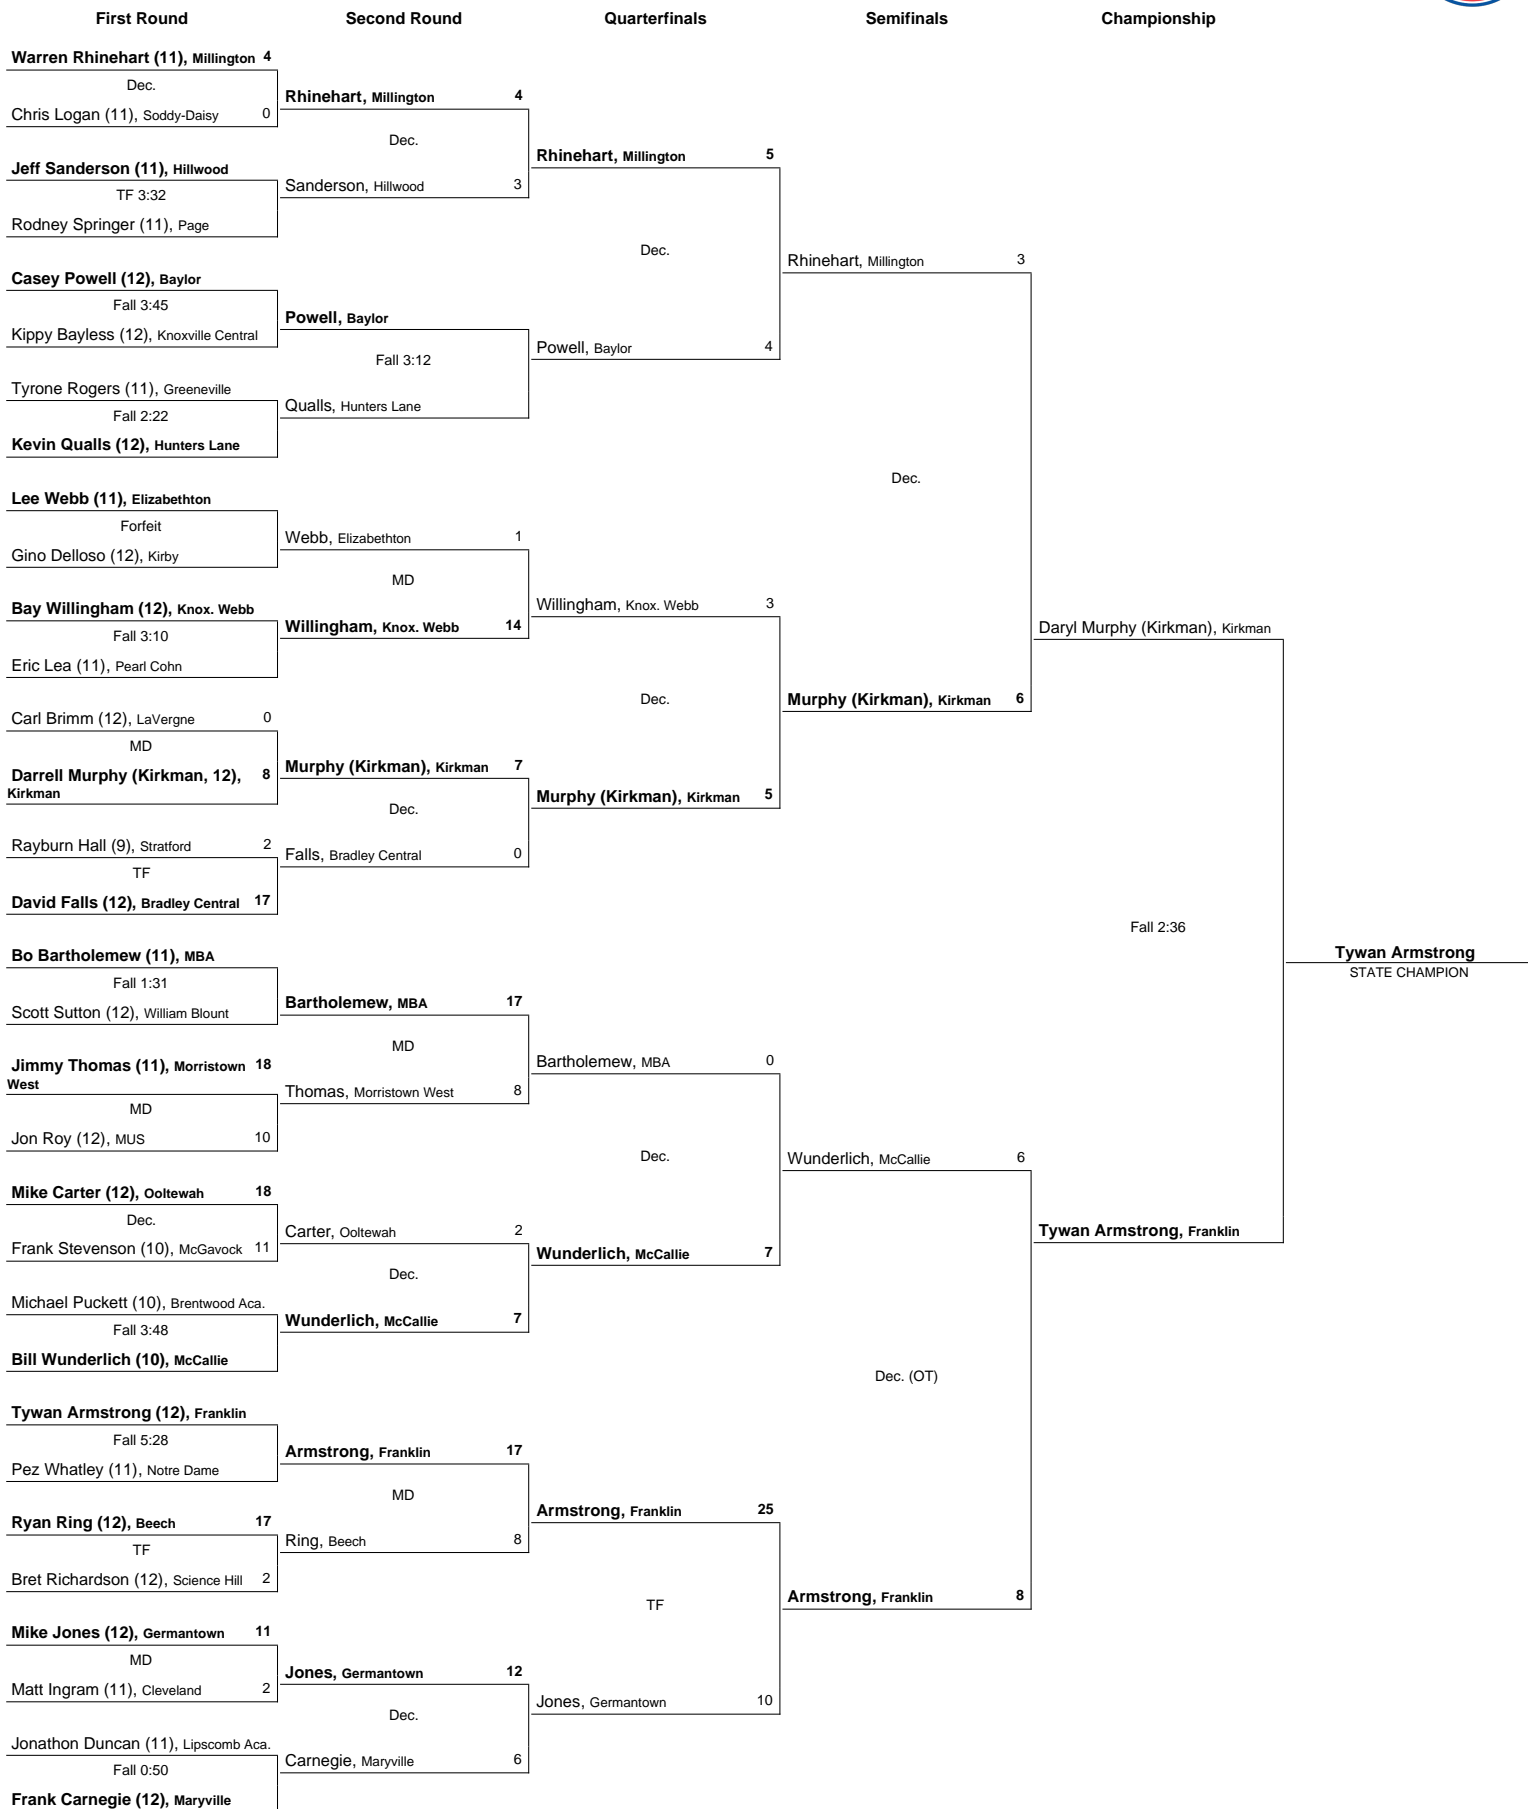 First Round
Second Round
Quarterfinals
Semifinals
Championship
Warren Rhinehart (11), Millington 4
Dec.
Chris Logan (11), Soddy-Daisy 0
Jeff Sanderson (11), Hillwood
TF 3:32
Rodney Springer (11), Page
Casey Powell (12), Baylor
Fall 3:45
Kippy Bayless (12), Knoxville Central
Tyrone Rogers (11), Greeneville
Fall 2:22
Kevin Qualls (12), Hunters Lane
Lee Webb (11), Elizabethton
Forfeit
Gino Delloso (12), Kirby
Bay Willingham (12), Knox. Webb
Fall 3:10
Eric Lea (11), Pearl Cohn
Carl Brimm (12), LaVergne 0
MD
Darrell Murphy (Kirkman, 12), 8
Kirkman
Rayburn Hall (9), Stratford 2
TF
David Falls (12), Bradley Central 17
Bo Bartholemew (11), MBA
Fall 1:31
Scott Sutton (12), William Blount
Jimmy Thomas (11), Morristown 18
West
MD
Jon Roy (12), MUS 10
Mike Carter (12), Ooltewah 18
Dec.
Frank Stevenson (10), McGavock 11
Michael Puckett (10), Brentwood Aca.
Fall 3:48
Bill Wunderlich (10), McCallie
Tywan Armstrong (12), Franklin
Fall 5:28
Pez Whatley (11), Notre Dame
Ryan Ring (12), Beech 17
TF
Bret Richardson (12), Science Hill 2
Mike Jones (12), Germantown 11
MD
Matt Ingram (11), Cleveland 2
Jonathon Duncan (11), Lipscomb Aca.
Fall 0:50
Frank Carnegie (12), Maryville
Rhinehart, Millington 4
Dec.
Sanderson, Hillwood 3
Powell, Baylor
Fall 3:12
Qualls, Hunters Lane
Webb, Elizabethton 1
MD
Willingham, Knox. Webb 14
Murphy (Kirkman), Kirkman 7
Dec.
Falls, Bradley Central 0
Bartholemew, MBA 17
MD
Thomas, Morristown West 8
Carter, Ooltewah 2
Dec.
Wunderlich, McCallie 7
Armstrong, Franklin 17
MD
Ring, Beech 8
Jones, Germantown 12
Dec.
Carnegie, Maryville 6
Rhinehart, Millington 5
Dec.
Powell, Baylor 4
Willingham, Knox. Webb 3
Dec.
Murphy (Kirkman), Kirkman 5
Bartholemew, MBA 0
Dec.
Wunderlich, McCallie 7
Armstrong, Franklin 25
TF
Jones, Germantown 10
Rhinehart, Millington 3
Dec.
Murphy (Kirkman), Kirkman 6
Wunderlich, McCallie 6
Dec. (OT)
Armstrong, Franklin 8
Daryl Murphy (Kirkman), Kirkman
Fall 2:36
Tywan Armstrong, Franklin
Tywan Armstrong
STATE CHAMPION